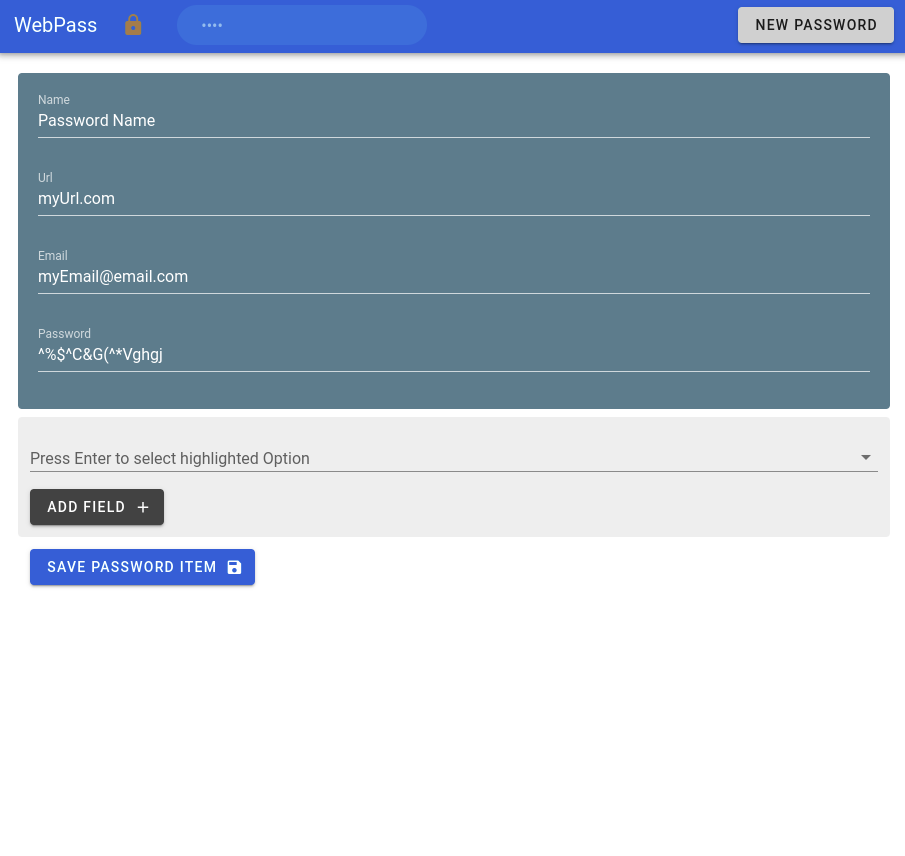 WebPass
••••
NEW PASSWORD
Name
Password Name
Url
myUrl.com
Email
myEmail@email.com
Password
^%$^C&G(^*Vghgj
Press Enter to select highlighted Option
ADD FIELD +
SAVE PASSWORD ITEM